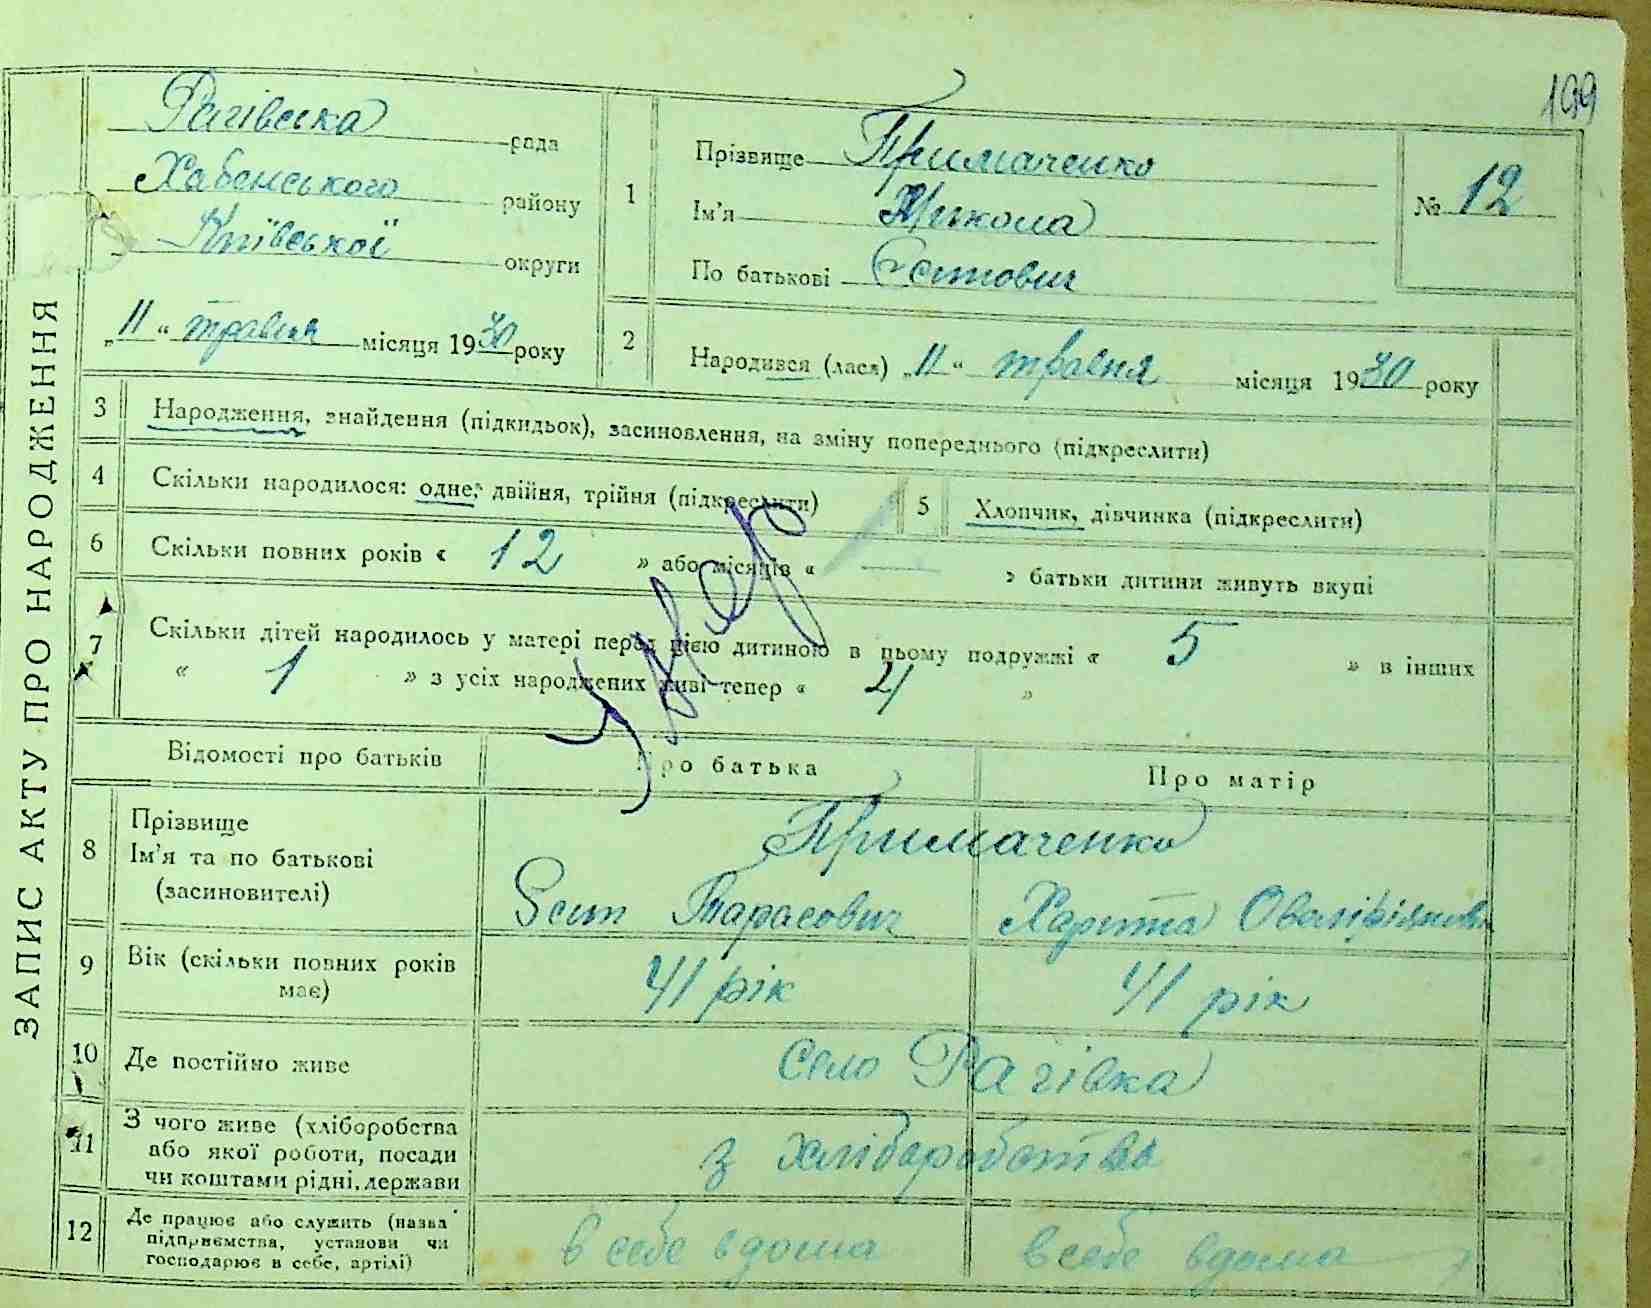 199
ЗАПИС АКТУ ПРО НАРОДЖЕННЯ
Рагівська рада
Хабенського району
Київської округи
„11“ травня місяця 1930 року
1 Прізвище Примаченко
Ім'я Микола
По батькові Єстович
№ 12
2 Народився (лася) „11“ травня місяця 1930 року
3 Народження, знайдення (підкидьок), засиновлення, на зміну попереднього (підкреслити)
4 Скільки народилося: одне, двійня, трійня (підкреслити) 5 Хлопчик, дівчинка (підкреслити)
6 Скільки повних років « 12 » або місяців « — » батьки дитини живуть вкупі
7 Скільки дітей народилось у матері перед цією дитиною в цьому подружжі « 5 » в інших
« 1 » з усіх народжених живі тепер « 4 »
Умер
Відомості про батьків Про батька Про матір
8 Прізвище
Ім'я та по батькові
(засиновителі)
Примаченко
Тарасович Харита
9 Вік (скільки повних років
має)
41 рік 41 рік
10 Де постійно живе Село Рагівка
11 З чого живе (хліборобства
або якої роботи, посади
чи коштами рідні, держави
з хліборобства
12 Де працює або служить (назва
підприємства, установи чи
господарює в себе, артілі)
в себе вдома в себе вдома